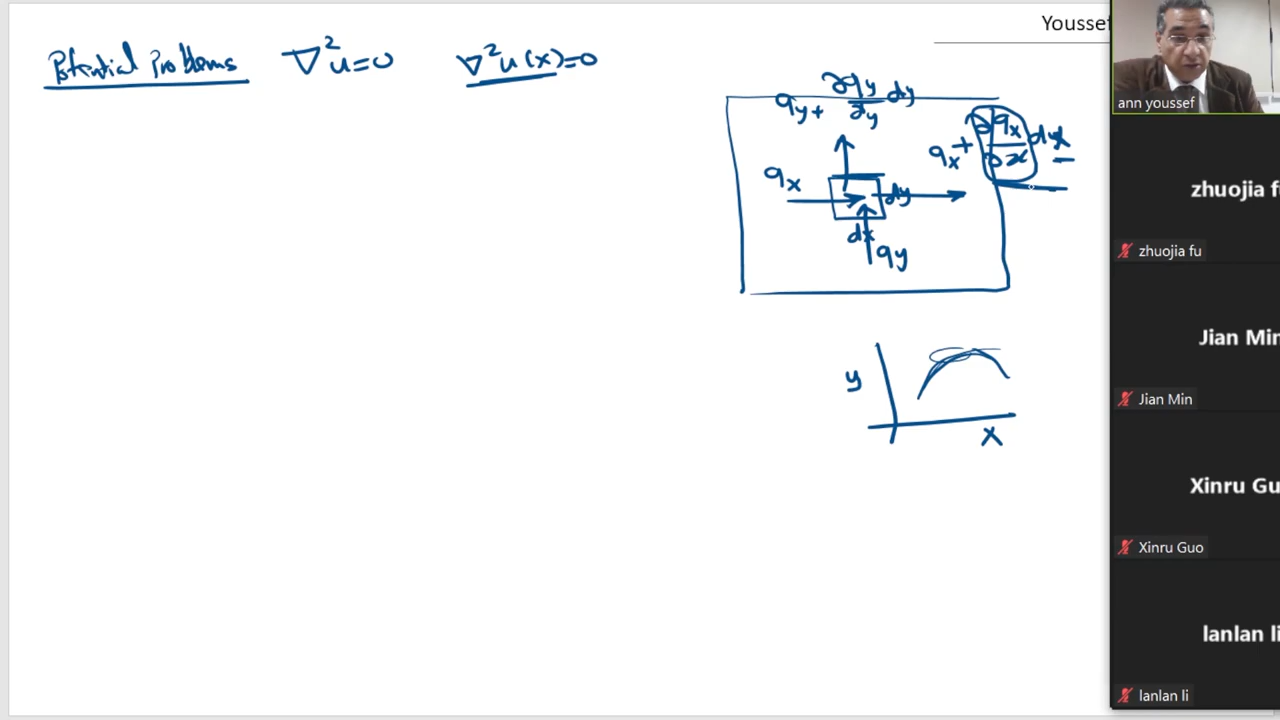 Youssef
Potential Problems ∇²u=0 ∇²u(x)=0
qy + ∂qy/∂y dy
qx + ∂qx/∂x dx
qx
dy
dx
qy
y
x
ann youssef
zhuojia f
zhuojia fu
Jian Min
Jian Min
Xinru Gu
Xinru Guo
lanlan li
lanlan li